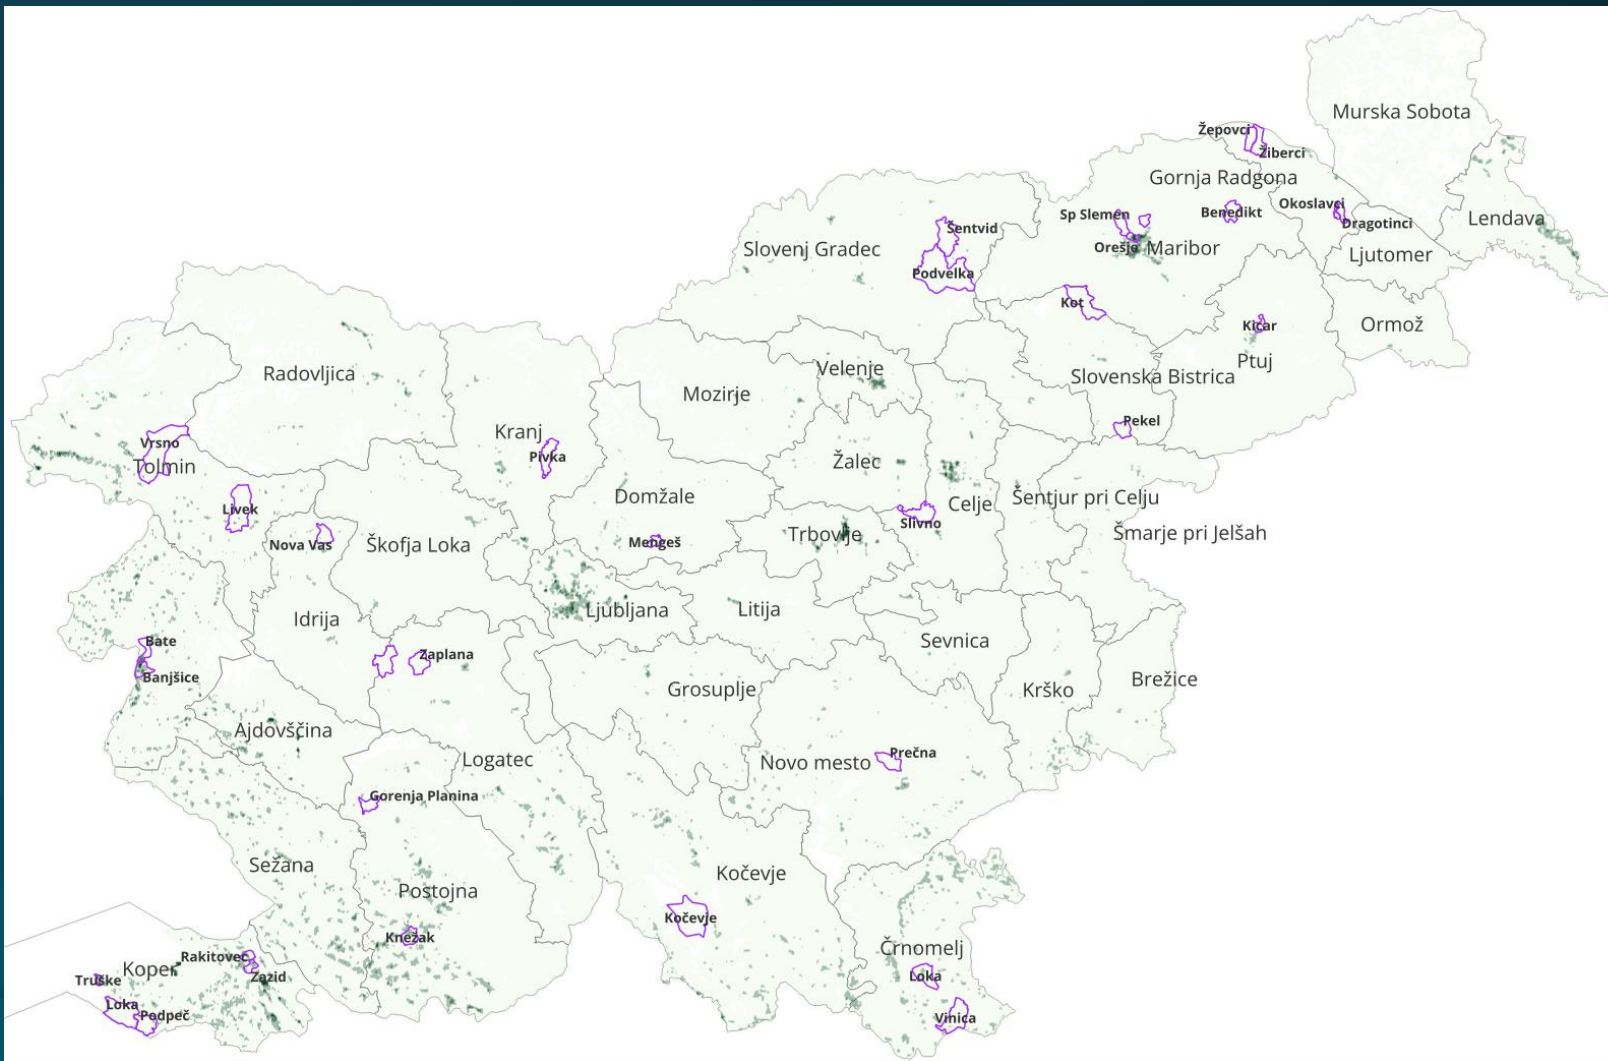 Murska Sobota
Žepovci
Žiberci
Gornja Radgona
Okoslavci
Sp Slemen
Benedikt
Lendava
Dragotinci
Šentvid
Slovenj Gradec
Orešje
Maribor
Ljutomer
Podvelka
Kot
Kicar
Ormož
Ptuj
Velenje
Radovljica
Slovenska Bistrica
Mozirje
Pekel
Kranj
Vrsno
Pivka
Žalec
Tolmin
Domžale
Šentjur pri Celju
Celje
Livek
Slivno
Trbovlje
Šmarje pri Jelšah
Nova Vas
Škofja Loka
Mengeš
Ljubljana
Litija
Idrija
Bate
Sevnica
Zaplana
Banjšice
Grosuplje
Krško
Brežice
Ajdovščina
Prečna
Logatec
Novo mesto
Gorenja Planina
Sežana
Kočevje
Postojna
Kočevje
Knežak
Črnomelj
Rakitovec
Koper
Zazid
Loka
Truške
Loka
Podpeč
Vinica